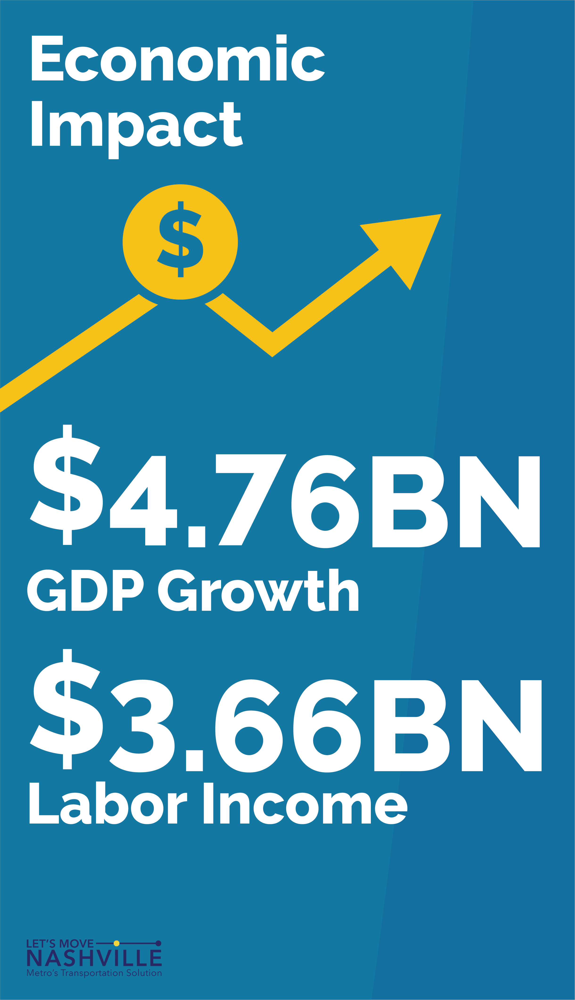 Economic
Impact
$
$4.76BN
GDP Growth
$3.66BN
Labor Income
LET'S MOVE
NASHVILLE
Metro's Transportation Solution